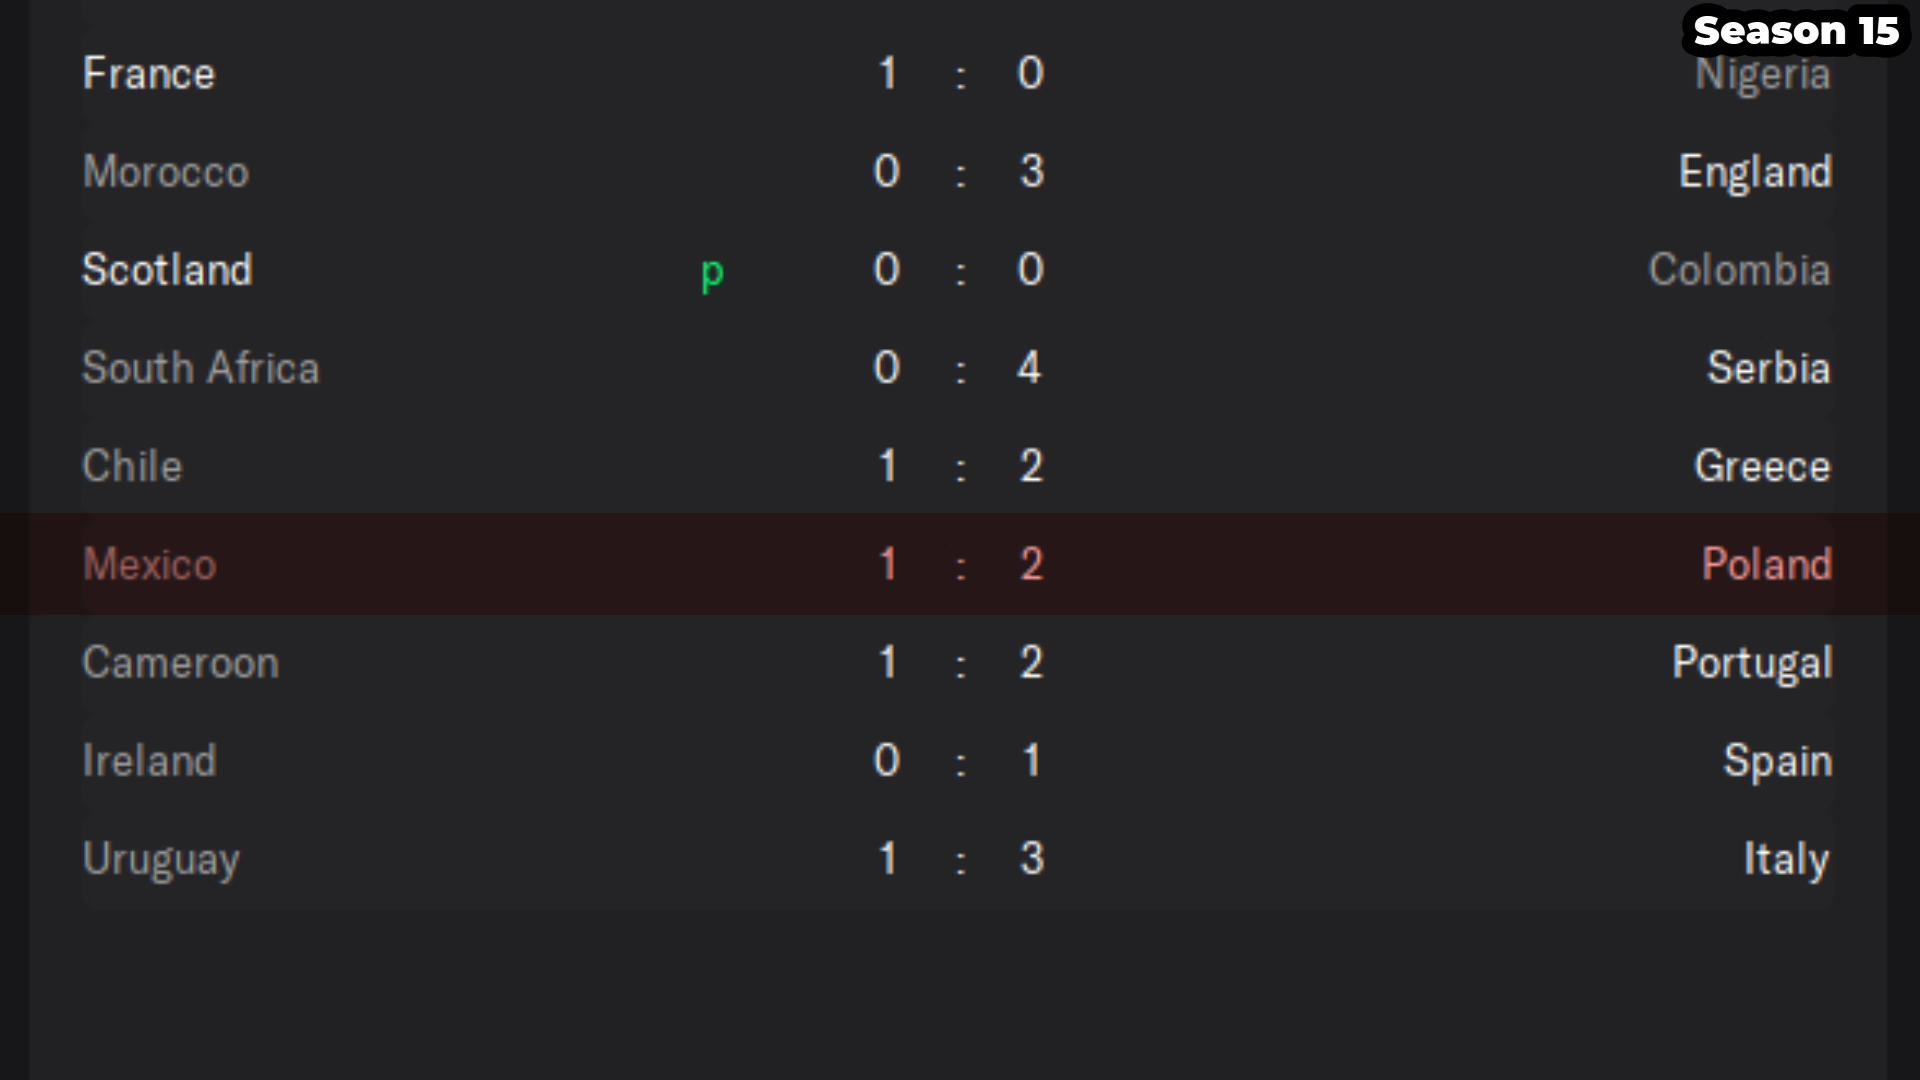 Season 15
France 1 : 0 Nigeria
Morocco 0 : 3 England
Scotland p 0 : 0 Colombia
South Africa 0 : 4 Serbia
Chile 1 : 2 Greece
Mexico 1 : 2 Poland
Cameroon 1 : 2 Portugal
Ireland 0 : 1 Spain
Uruguay 1 : 3 Italy